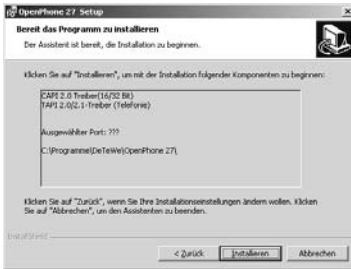 OpenPhone 27 Setup
Bereit das Programm zu installieren
Der Assistent ist bereit, die Installation zu beginnen.
Klicken Sie auf "Installieren", um mit der Installation folgender Komponenten zu beginnen:
CAPI 2.0 Treiber(16/32 Bit)
TAPI 2.0/2.1-Treiber (Telefonie)
Ausgewählter Port: ???
C:\Programme\DeTeWe\OpenPhone 27\
Klicken Sie auf "Zurück", wenn Sie Ihre Installationseinstellungen ändern wollen. Klicken
Sie auf "Abbrechen", um den Assistenten zu beenden.
InstallShield
< Zurück
Installieren
Abbrechen